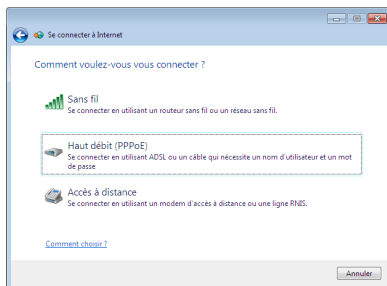 Se connecter à Internet
Comment voulez-vous vous connecter ?
Sans fil
Se connecter en utilisant un routeur sans fil ou un réseau sans fil.
Haut débit (PPPoE)
Se connecter en utilisant ADSL ou un câble qui nécessite un nom d'utilisateur et un mot
de passe
Accès à distance
Se connecter en utilisant un modem d'accès à distance ou une ligne RNIS.
Comment choisir ?
Annuler